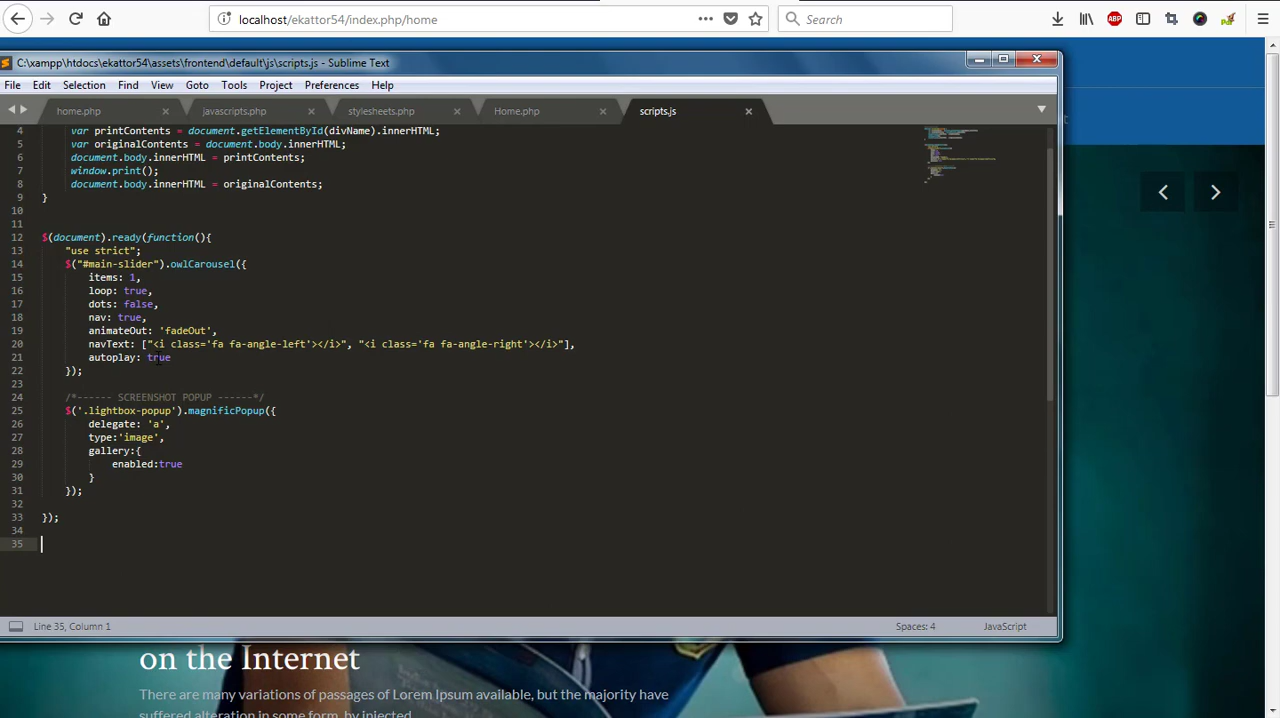 localhost/ekattor54/index.php/home
Search
ABP
C:\xampp\htdocs\ekattor54\assets\frontend\default\js\scripts.js - Sublime Text
File Edit Selection Find View Goto Tools Project Preferences Help
home.php javascripts.php stylesheets.php Home.php scripts.js
4 var printContents = document.getElementById(divName).innerHTML;
5 var originalContents = document.body.innerHTML;
6 document.body.innerHTML = printContents;
7 window.print();
8 document.body.innerHTML = originalContents;
9 }
10
11
12 $(document).ready(function(){
13 "use strict";
14 $("#main-slider").owlCarousel({
15 items: 1,
16 loop: true,
17 dots: false,
18 nav: true,
19 animateOut: 'fadeOut',
20 navText: ["<i class='fa fa-angle-left'></i>", "<i class='fa fa-angle-right'></i>"],
21 autoplay: true
22 });
23
24 /*------ SCREENSHOT POPUP ------*/
25 $('.lightbox-popup').magnificPopup({
26 delegate: 'a',
27 type:'image',
28 gallery:{
29 enabled:true
30 }
31 });
32
33 });
34
35
Line 35, Column 1 Spaces: 4 JavaScript
on the Internet
There are many variations of passages of Lorem Ipsum available, but the majority have
suffered alteration in some form, by injected